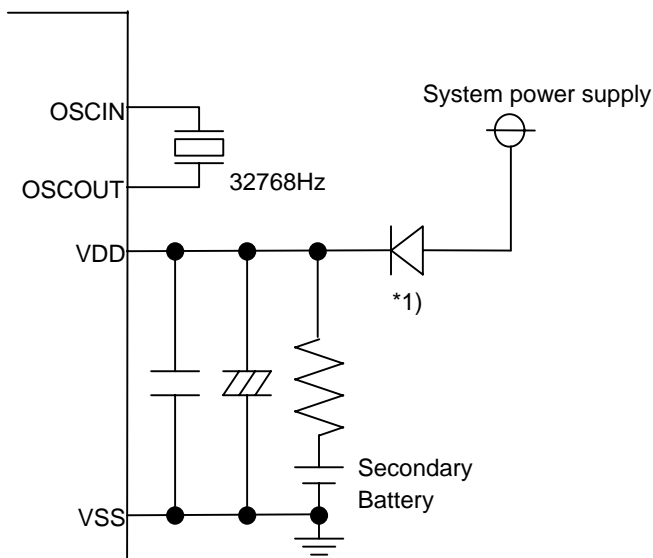 System power supply
OSCIN
OSCOUT
32768Hz
VDD
*1)
Secondary
Battery
VSS